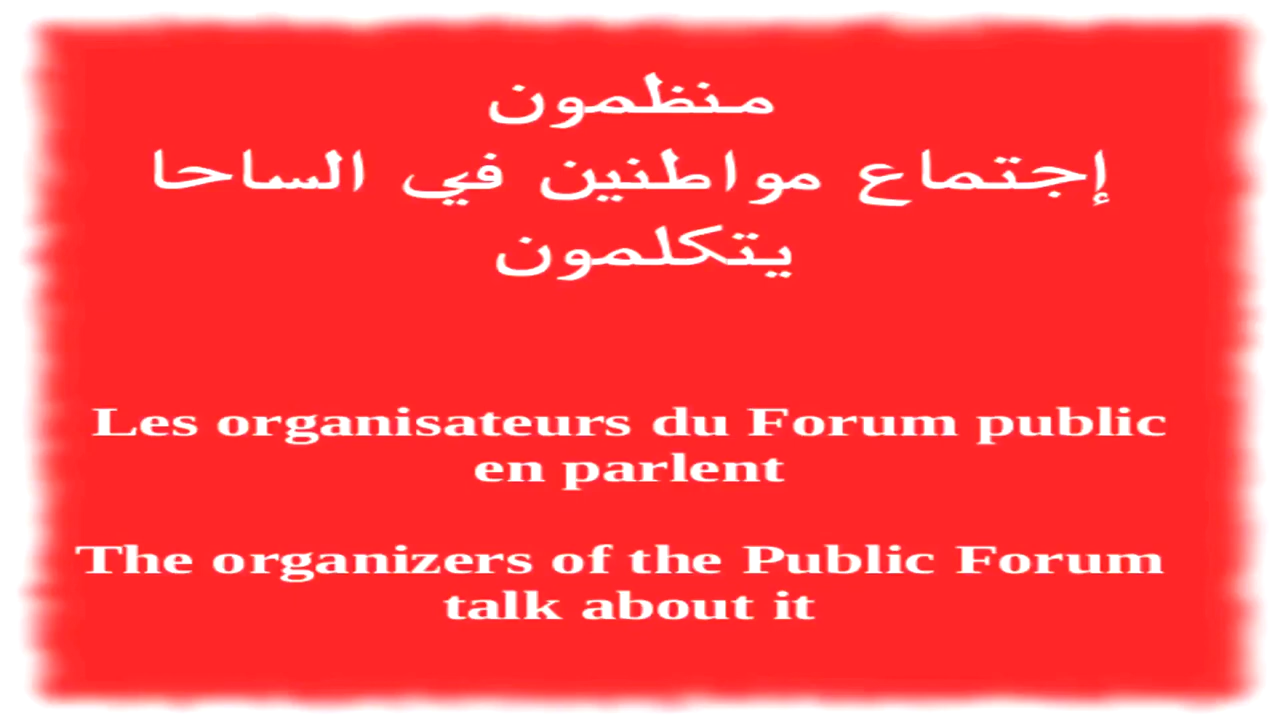 منظمون
إجتماع مواطنين في الساحا
يتكلمون
Les organisateurs du Forum public
en parlent
The organizers of the Public Forum
talk about it